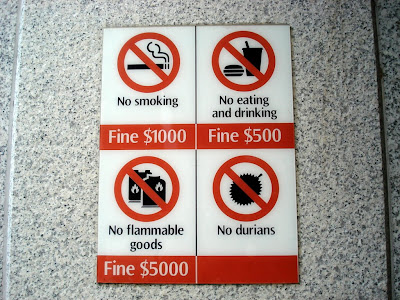 No smoking
Fine $1000
No eating
and drinking
Fine $500
No flammable
goods
Fine $5000
No durians